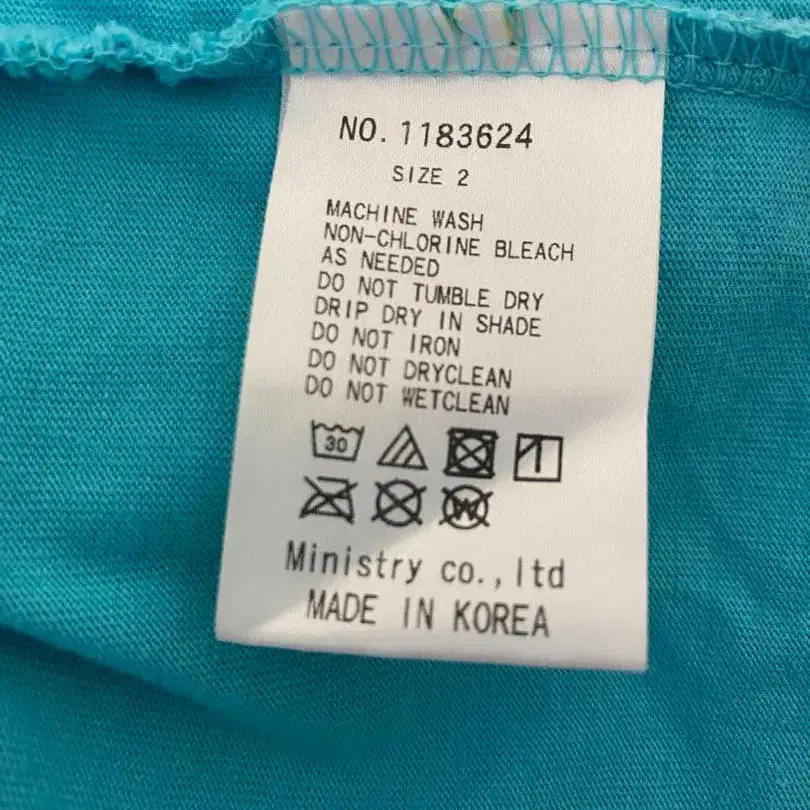 NO. 1183624
SIZE 2
MACHINE WASH
NON-CHLORINE BLEACH
AS NEEDED
DO NOT TUMBLE DRY
DRIP DRY IN SHADE
DO NOT IRON
DO NOT DRYCLEAN
DO NOT WETCLEAN
30
W
Ministry co.,ltd
MADE IN KOREA